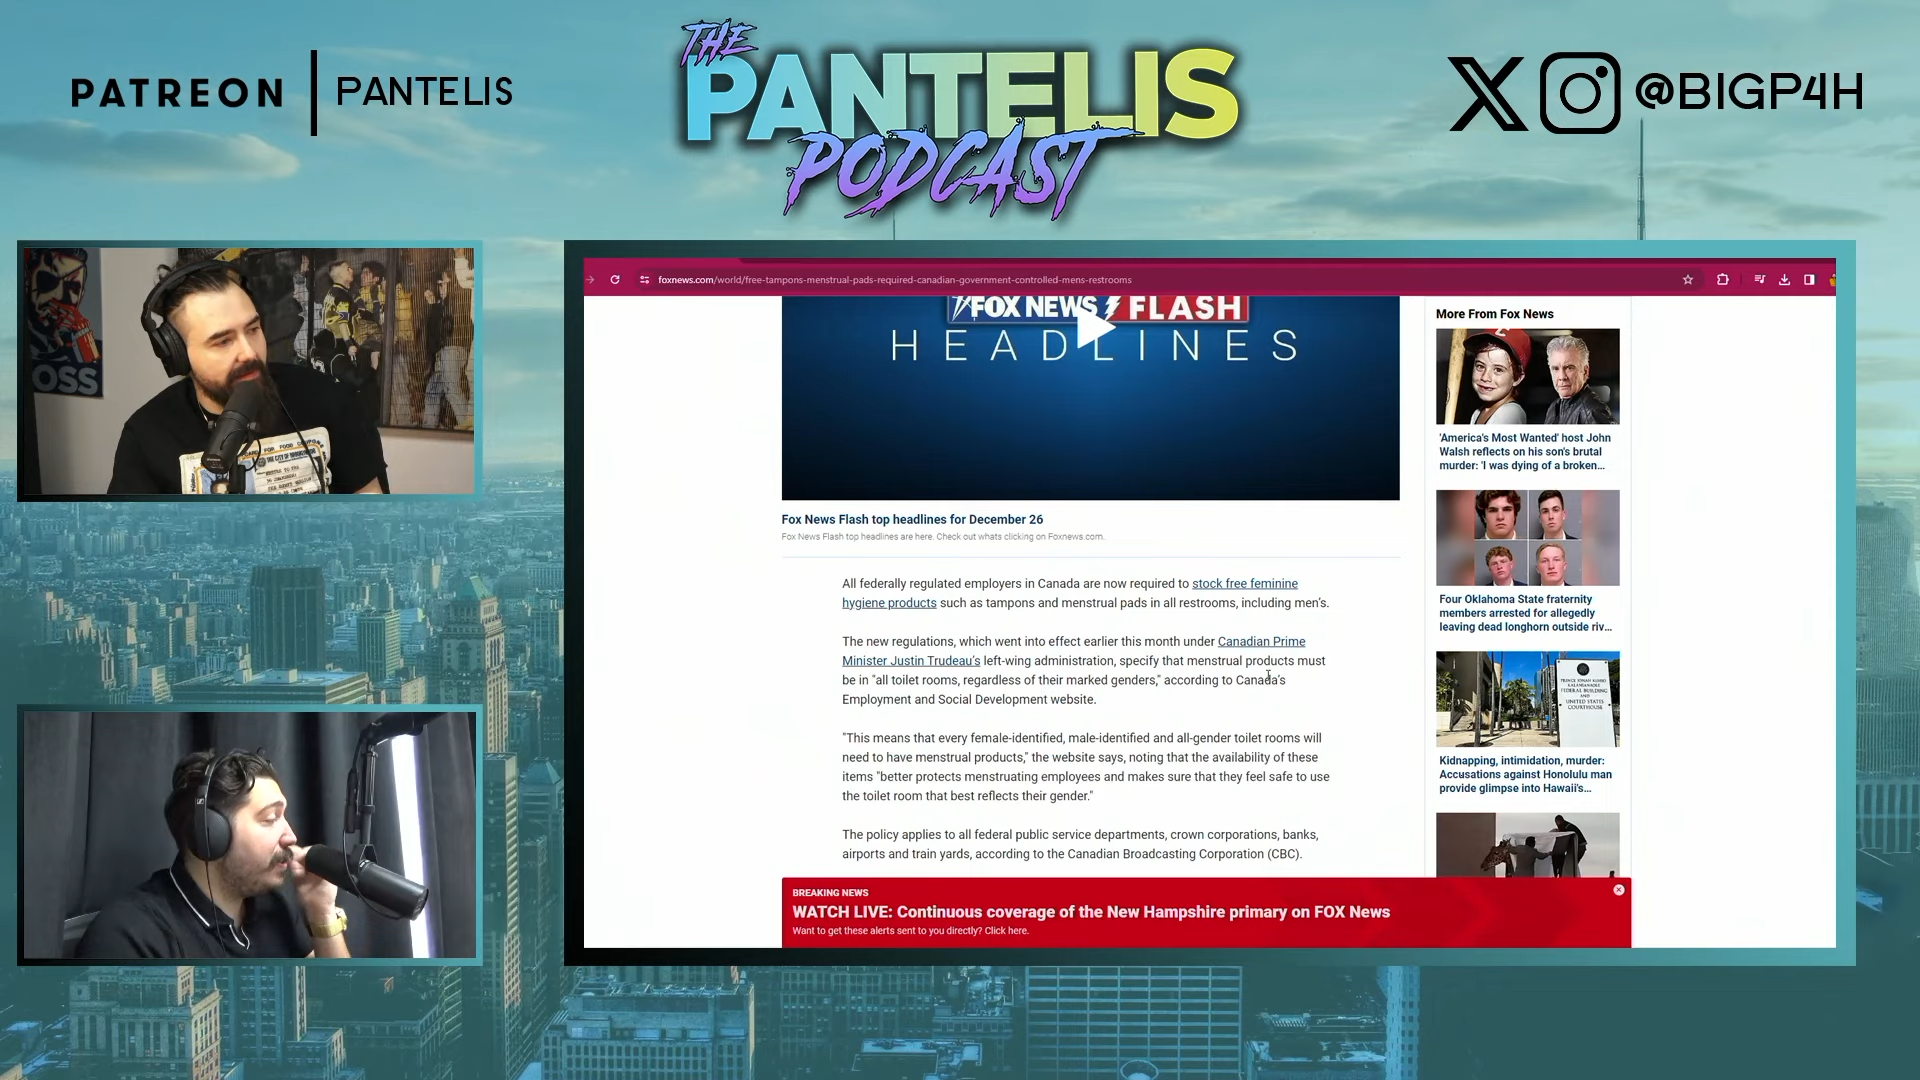 PATREON | PANTELIS
THE
PANTELIS
PODCAST
@BIGP4H
OSS
foxnews.com/world/free-tampons-menstrual-pads-required-canadian-government-controlled-mens-restrooms
FOX NEWS FLASH
HEADLINES
Fox News Flash top headlines for December 26
Fox News Flash top headlines are here. Check out whats clicking on Foxnews.com.
All federally regulated employers in Canada are now required to stock free feminine
hygiene products such as tampons and menstrual pads in all restrooms, including men's.
The new regulations, which went into effect earlier this month under Canadian Prime
Minister Justin Trudeau's left-wing administration, specify that menstrual products must
be in "all toilet rooms, regardless of their marked genders," according to Canada's
Employment and Social Development website.
"This means that every female-identified, male-identified and all-gender toilet rooms will
need to have menstrual products," the website says, noting that the availability of these
items "better protects menstruating employees and makes sure that they feel safe to use
the toilet room that best reflects their gender."
The policy applies to all federal public service departments, crown corporations, banks,
airports and train yards, according to the Canadian Broadcasting Corporation (CBC).
BREAKING NEWS
WATCH LIVE: Continuous coverage of the New Hampshire primary on FOX News
Want to get these alerts sent to you directly? Click here.
More From Fox News
'America's Most Wanted' host John
Walsh reflects on his son's brutal
murder: 'I was dying of a broken...
Four Oklahoma State fraternity
members arrested for allegedly
leaving dead longhorn outside riv...
PRINCE JONAH KUHIO
KALANIANAOLE
FEDERAL BUILDING
AND
UNITED STATES
COURTHOUSE
Kidnapping, intimidation, murder:
Accusations against Honolulu man
provide glimpse into Hawaii's...